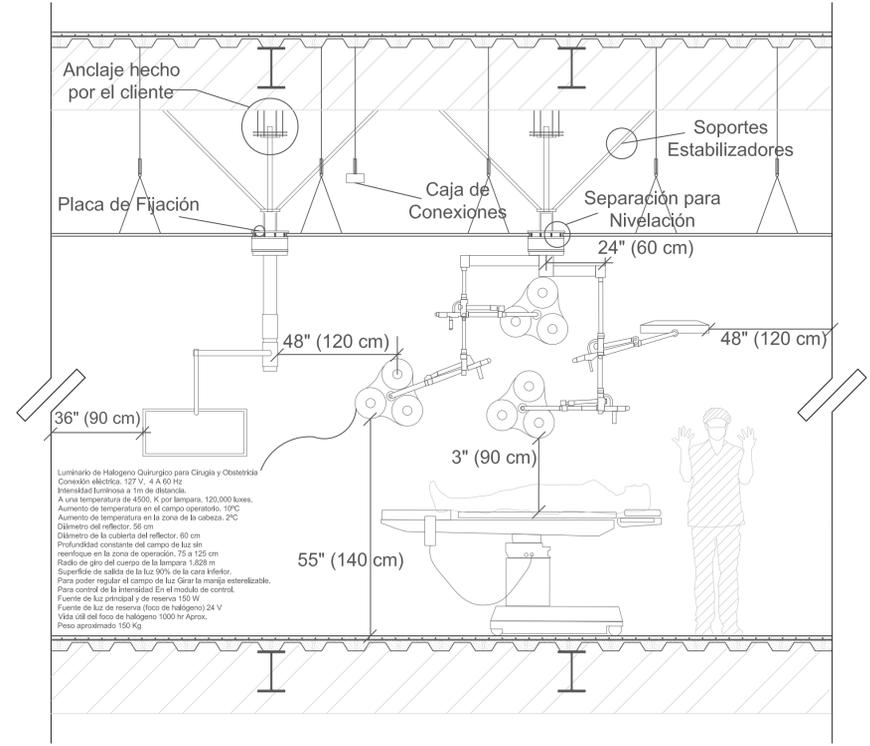 Anclaje hecho
por el cliente
Soportes
Estabilizadores
Placa de Fijación
Caja de
Conexiones
Separación para
Nivelación
24" (60 cm)
48" (120 cm)
48" (120 cm)
36" (90 cm)
3" (90 cm)
55" (140 cm)
Luminario de Halogeno Quirurgico para Cirugia y Obstetricia
Conexión eléctrica. 127 V, 4 A 60 Hz
Intensidad luminosa a 1m de distancia.
A una temperatura de 4500, K por lampara, 120,000 luxes.
Aumento de temperatura en el campo operatorio. 10ºC
Aumento de temperatura en la zona de la cabeza. 2ºC
Diámetro del reflector. 56 cm
Diámetro de la cubierta del reflector. 60 cm
Profundidad constante del campo de luz sin
reenfoque en la zona de operación. 75 a 125 cm
Radio de giro del cuerpo de la lampara 1.828 m
Superficie de salida de la luz 90% de la cara inferior.
Para poder regular el campo de luz Girar la manija esterelizable.
Para control de la intensidad En el modulo de control.
Fuente de luz principal y de reserva 150 W
Fuente de luz de reserva (foco de halógeno) 24 V
Vida útil del foco de halógeno 1000 hr Aprox.
Peso aproximado 150 Kg